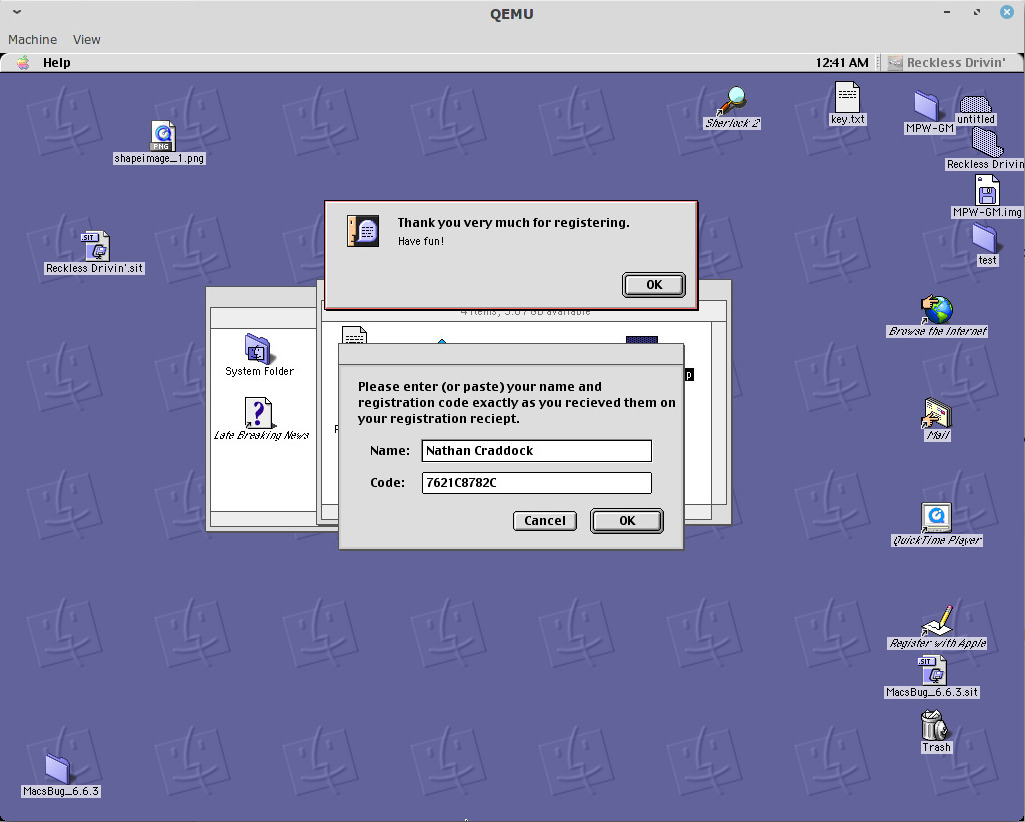 QEMU
Machine View
Help
12:41 AM
Reckless Drivin'
Sherlock 2
key.txt
MPW-GM
untitled
PNG
shapeimage_1.png
Reckless Drivin
MPW-GM.img
SIT
Reckless Drivin'.sit
test
Thank you very much for registering.
Have fun!
OK
4 items, 3.07 GB available
Browse the Internet
System Folder
Late Breaking News
Please enter (or paste) your name and
registration code exactly as you recieved them on
your registration reciept.
Name: Nathan Craddock
Code: 7621C8782C
Cancel OK
p
Mail
QuickTime Player
Register with Apple
SIT
MacsBug_6.6.3.sit
Trash
MacsBug_6.6.3